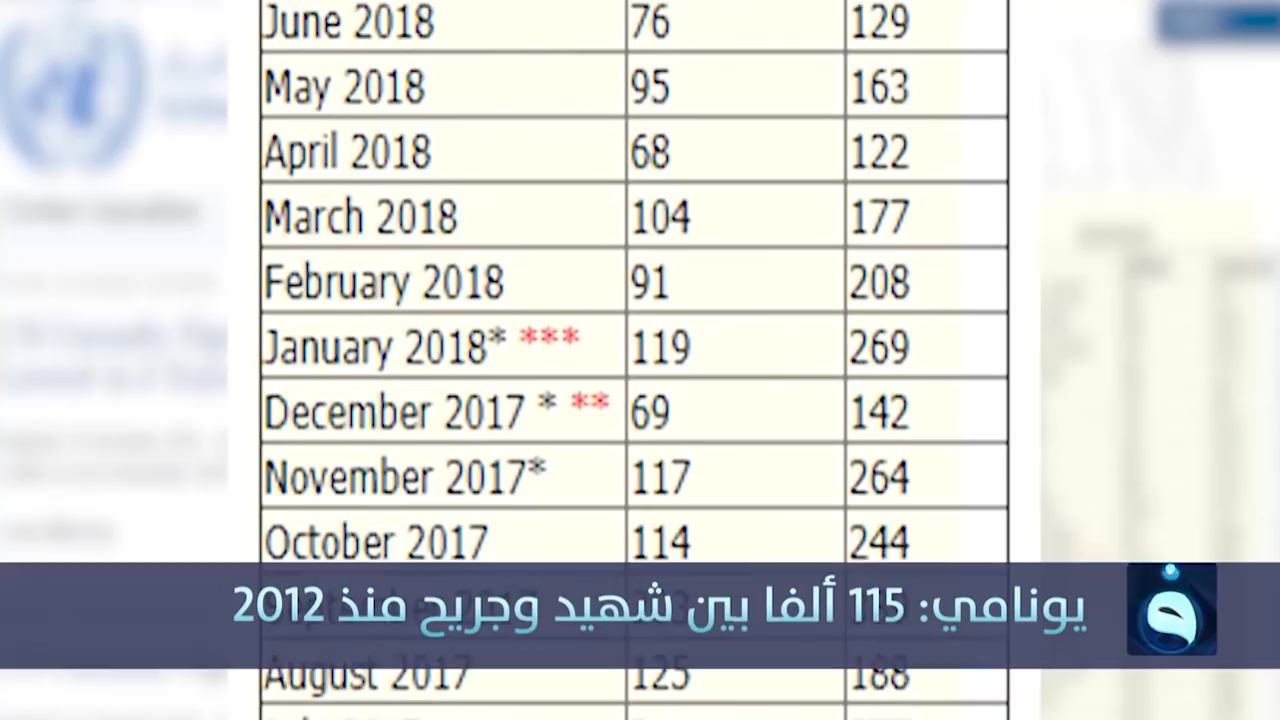 June 2018 76 129
May 2018 95 163
April 2018 68 122
March 2018 104 177
February 2018 91 208
January 2018* *** 119 269
December 2017 * ** 69 142
November 2017* 117 264
October 2017 114 244
يونامي: 115 ألفا بين شهيد وجريح منذ 2012
August 2017 125 188